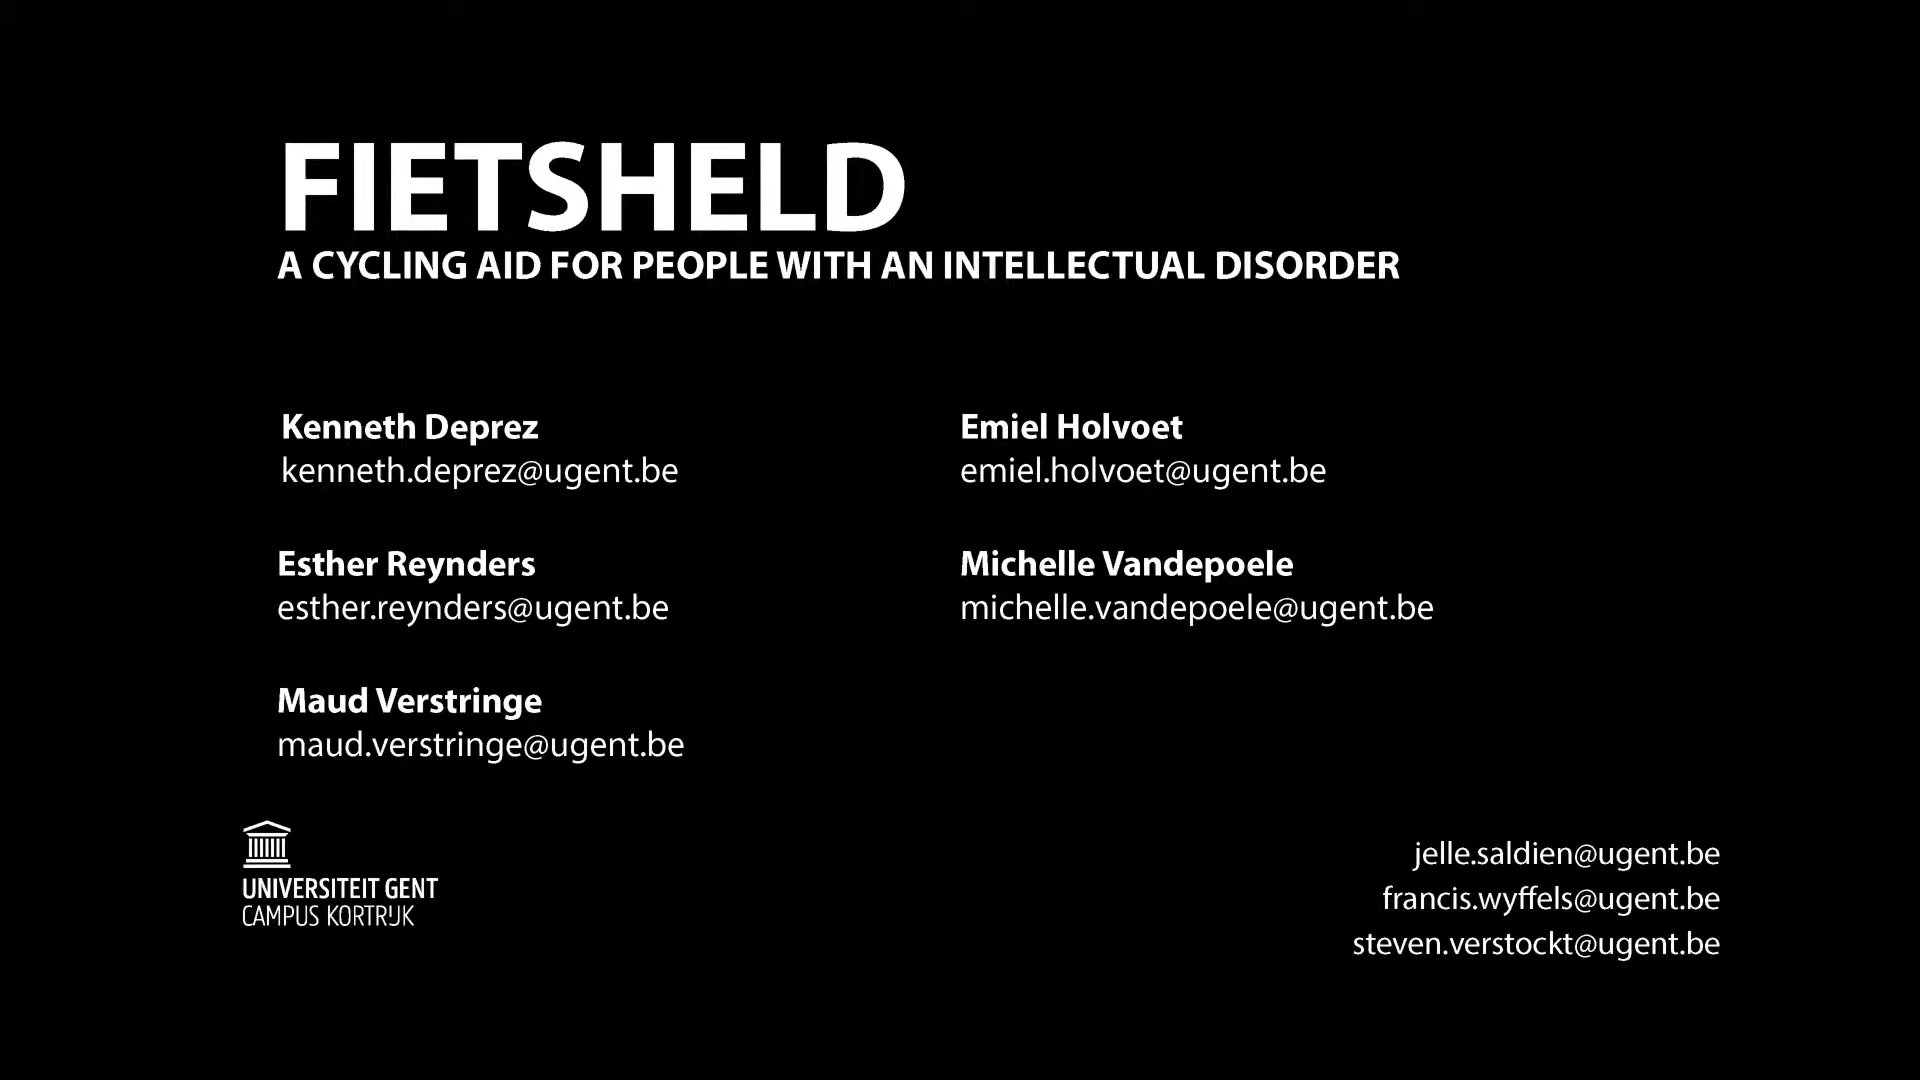 FIETSHELD
A CYCLING AID FOR PEOPLE WITH AN INTELLECTUAL DISORDER
Kenneth Deprez
kenneth.deprez@ugent.be
Emiel Holvoet
emiel.holvoet@ugent.be
Esther Reynders
esther.reynders@ugent.be
Michelle Vandepoele
michelle.vandepoele@ugent.be
Maud Verstringe
maud.verstringe@ugent.be
UNIVERSITEIT GENT
CAMPUS KORTRIJK
jelle.saldien@ugent.be
francis.wyffels@ugent.be
steven.verstockt@ugent.be